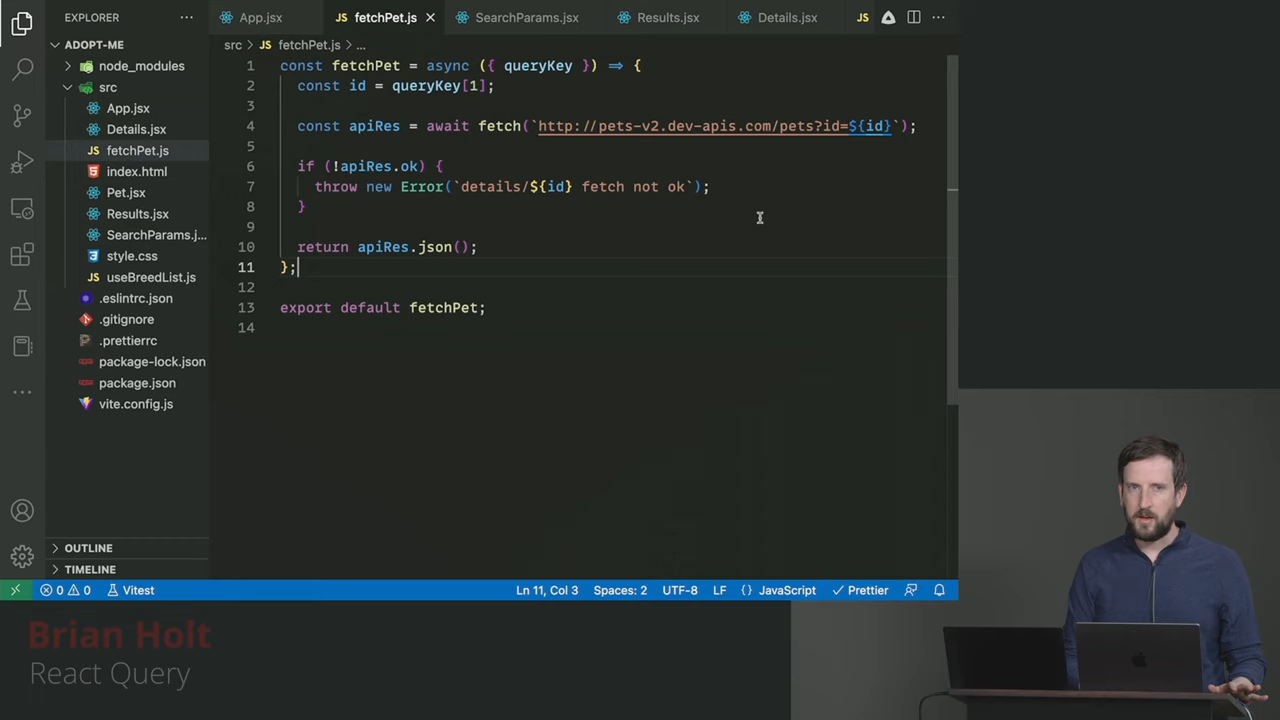 EXPLORER
ADOPT-ME
node_modules
src
App.jsx
Details.jsx
JS fetchPet.js
index.html
Pet.jsx
Results.jsx
SearchParams.j...
style.css
JS useBreedList.js
.eslintrc.json
.gitignore
.prettierrc
package-lock.json
package.json
vite.config.js
OUTLINE
TIMELINE
App.jsx JS fetchPet.js SearchParams.jsx Results.jsx Details.jsx JS
src > JS fetchPet.js > ...
1 const fetchPet = async ({ queryKey }) => {
2 const id = queryKey[1];
3
4 const apiRes = await fetch(`http://pets-v2.dev-apis.com/pets?id=${id}`);
5
6 if (!apiRes.ok) {
7 throw new Error(`details/${id} fetch not ok`);
8 }
9
10 return apiRes.json();
11 };
12
13 export default fetchPet;
14
0 0 Vitest Ln 11, Col 3 Spaces: 2 UTF-8 LF {} JavaScript Prettier
Brian Holt
React Query